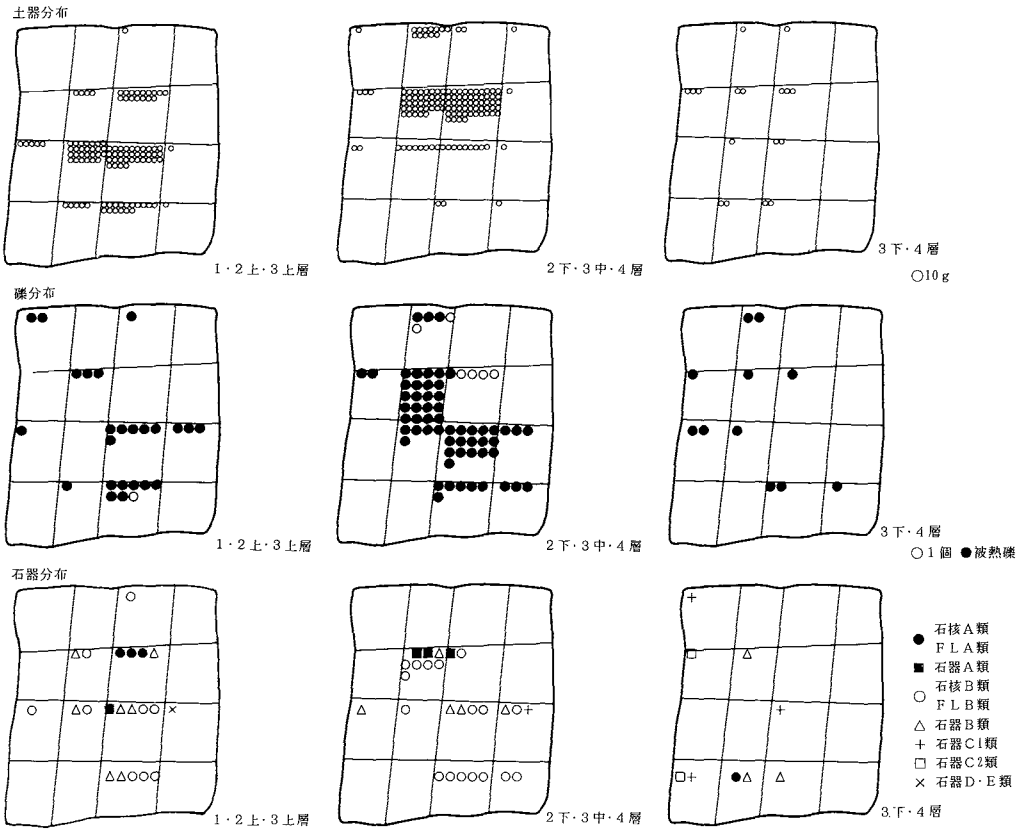 土器分布
1・2上・3上層
2下・3中・4層
3下・4層
○10g
礫分布
1・2上・3上層
2下・3中・4層
3下・4層
○1個 ●被熱礫
石器分布
1・2上・3上層
2下・3中・4層
3.下・4層
● 石核A類
FLA類
■ 石器A類
○ 石核B類
FLB類
△ 石器B類
+ 石器C1類
□ 石器C2類
× 石器D・E類